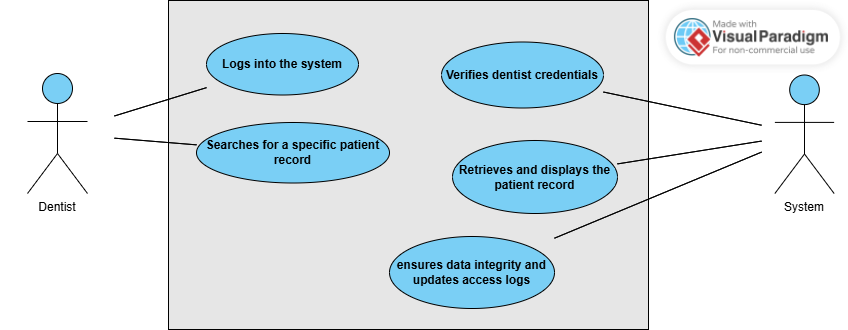 Made with
Visual Paradigm
For non-commercial use
Logs into the system
Verifies dentist credentials
Searches for a specific patient
record
Retrieves and displays the
patient record
Dentist
System
ensures data integrity and
updates access logs